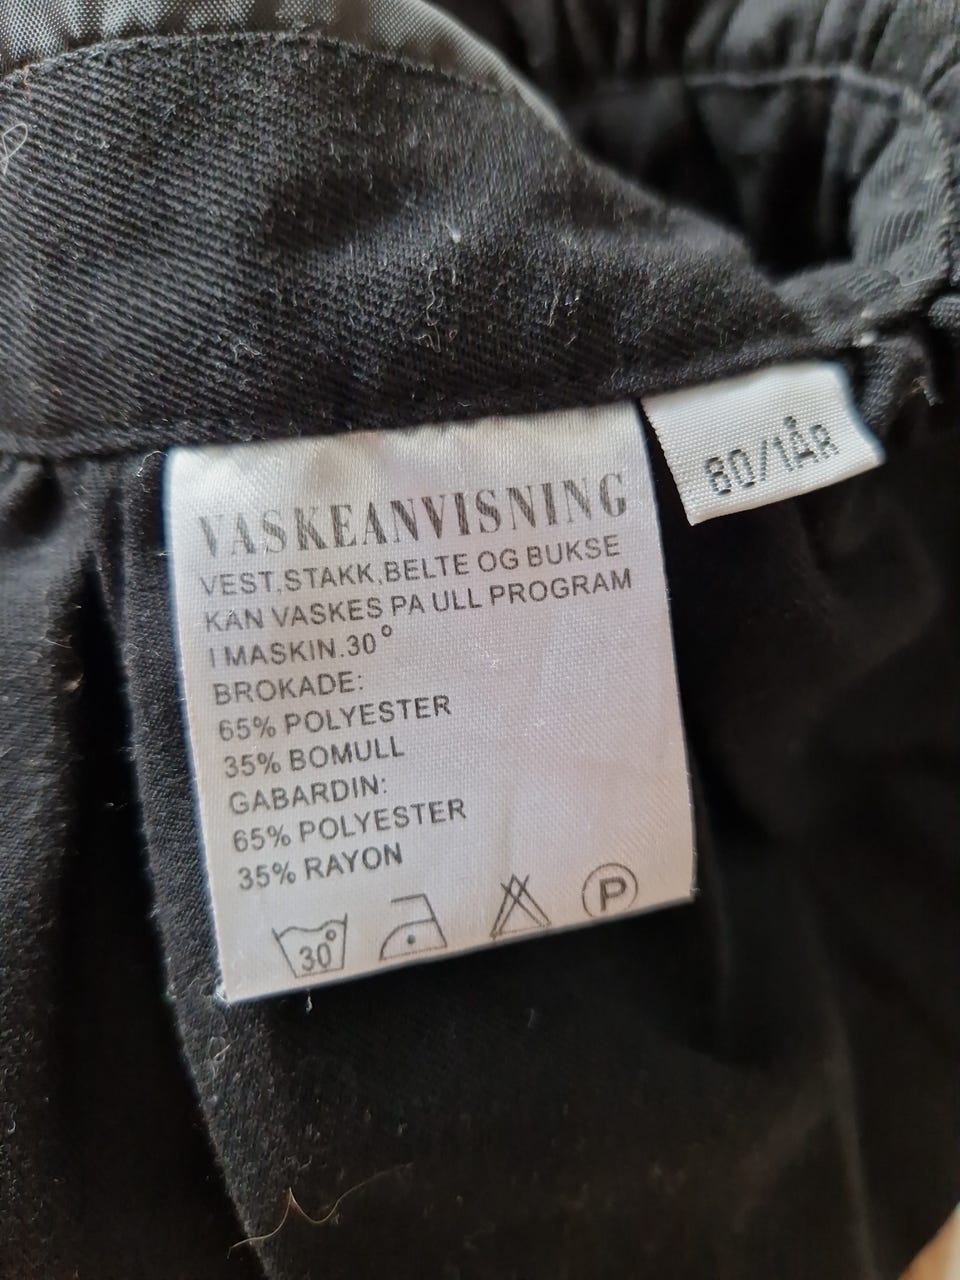 VASKEANVISNING
VEST,STAKK,BELTE OG BUKSE
KAN VASKES PA ULL PROGRAM
I MASKIN.30°
BROKADE:
65% POLYESTER
35% BOMULL
GABARDIN:
65% POLYESTER
35% RAYON
30°
P
80/1ÅR